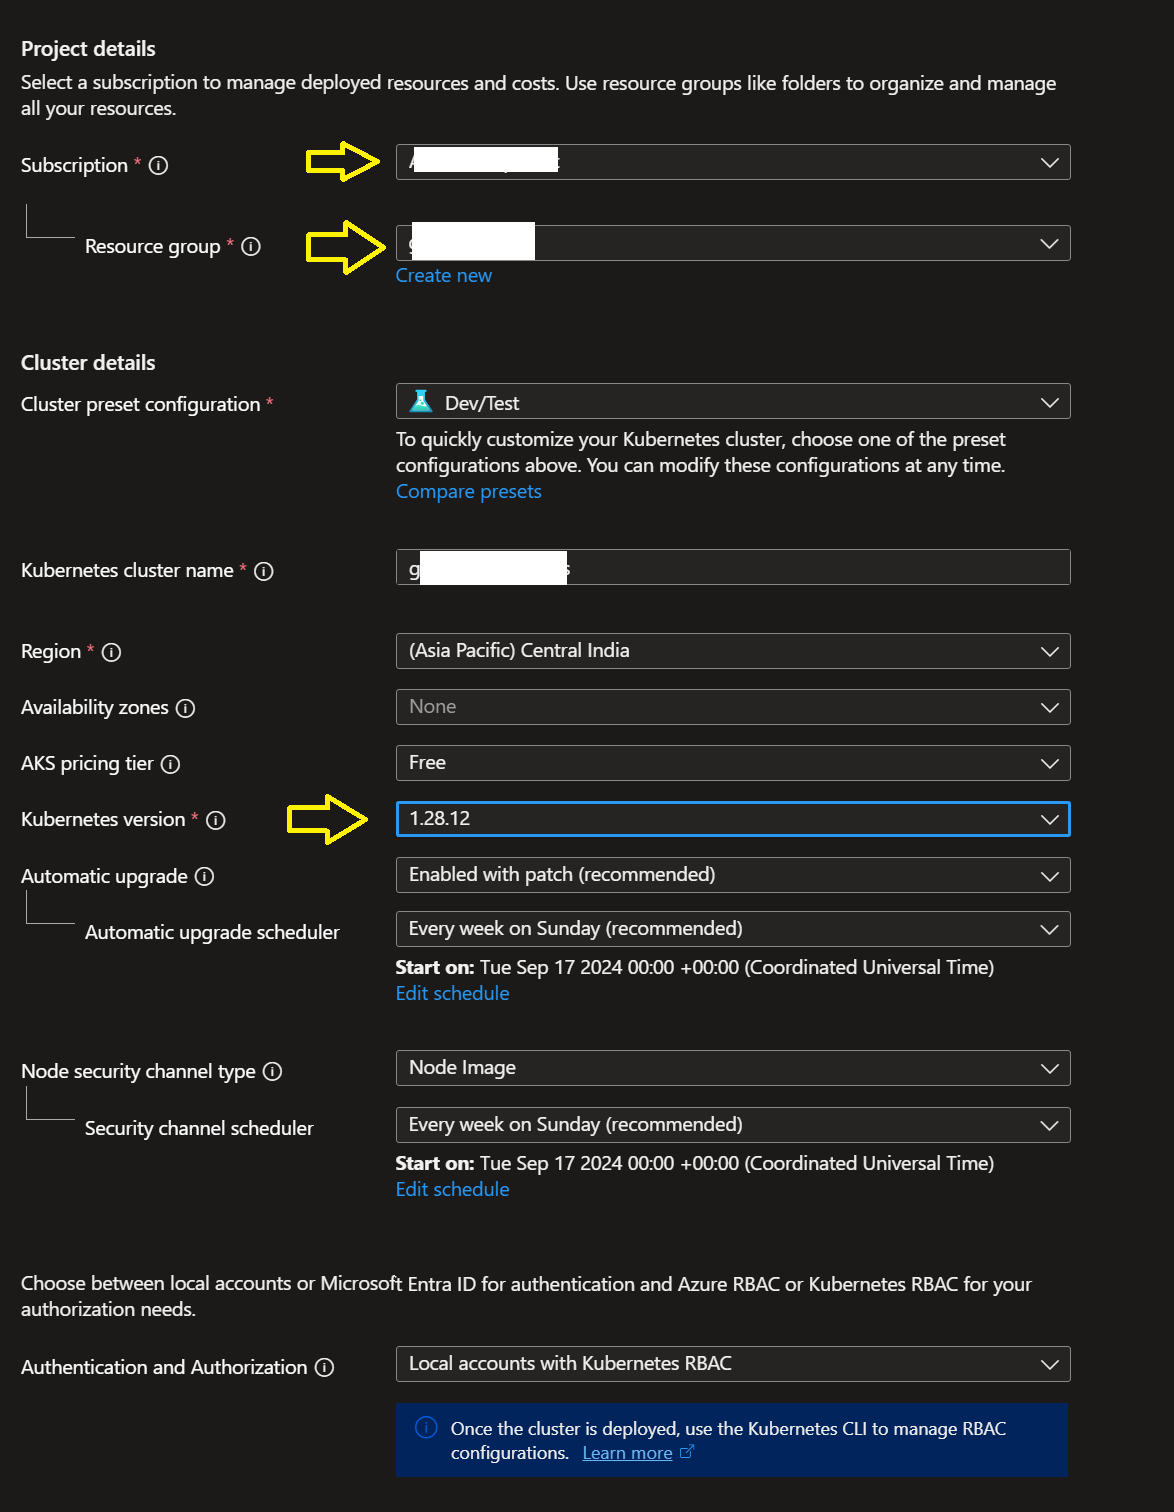 Project details
Select a subscription to manage deployed resources and costs. Use resource groups like folders to organize and manage
all your resources.
Subscription *
Resource group *
Create new
Cluster details
Cluster preset configuration *
Dev/Test
To quickly customize your Kubernetes cluster, choose one of the preset
configurations above. You can modify these configurations at any time.
Compare presets
Kubernetes cluster name *
Region *
(Asia Pacific) Central India
Availability zones
None
AKS pricing tier
Free
Kubernetes version *
1.28.12
Automatic upgrade
Enabled with patch (recommended)
Automatic upgrade scheduler
Every week on Sunday (recommended)
Start on: Tue Sep 17 2024 00:00 +00:00 (Coordinated Universal Time)
Edit schedule
Node security channel type
Node Image
Security channel scheduler
Every week on Sunday (recommended)
Start on: Tue Sep 17 2024 00:00 +00:00 (Coordinated Universal Time)
Edit schedule
Choose between local accounts or Microsoft Entra ID for authentication and Azure RBAC or Kubernetes RBAC for your
authorization needs.
Authentication and Authorization
Local accounts with Kubernetes RBAC
Once the cluster is deployed, use the Kubernetes CLI to manage RBAC
configurations. Learn more